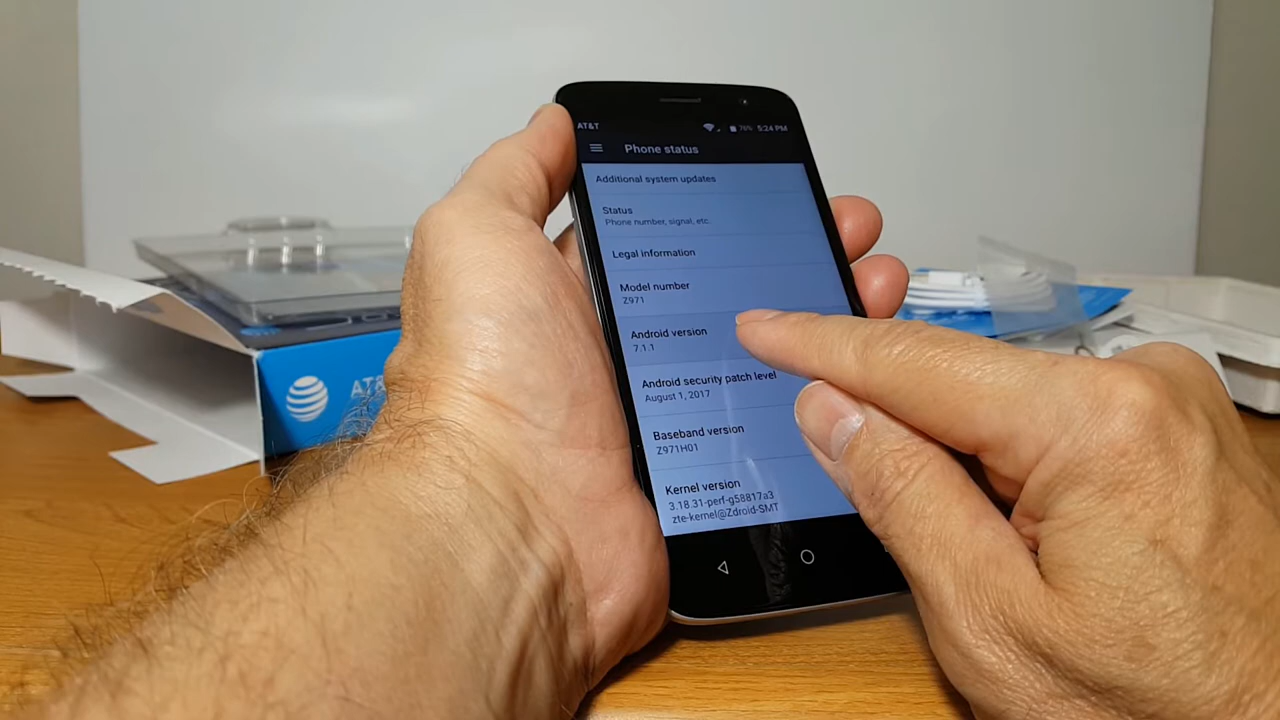 AT&T
76% 5:24 PM
Phone status
Additional system updates
Status
Phone number, signal, etc.
Legal information
Model number
Z971
Android version
7.1.1
Android security patch level
August 1, 2017
Baseband version
Z971H01
Kernel version
3.18.31-perf-g58817a3
zte-kernel@Zdroid-SMT
AT&T